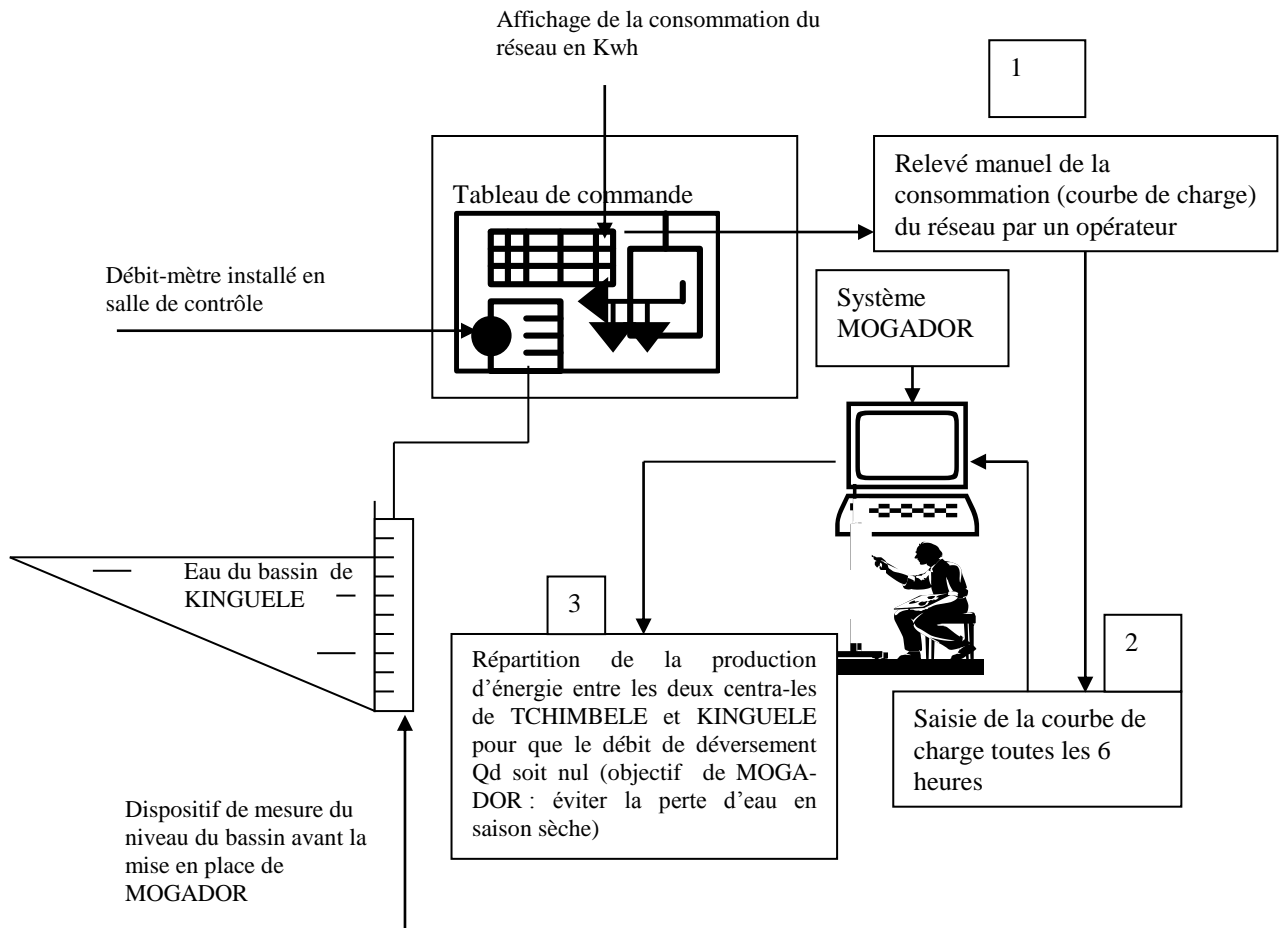 Affichage de la consommation du
réseau en Kwh
1
Relevé manuel de la
consommation (courbe de charge)
du réseau par un opérateur
Tableau de commande
Débit-mètre installé en
salle de contrôle
Système
MOGADOR
Eau du bassin de
KINGUELE
3
Répartition de la production
d’énergie entre les deux centra-les
de TCHIMBELE et KINGUELE
pour que le débit de déversement
Qd soit nul (objectif de MOGA-
DOR : éviter la perte d’eau en
saison sèche)
2
Saisie de la courbe de
charge toutes les 6
heures
Dispositif de mesure du
niveau du bassin avant la
mise en place de
MOGADOR